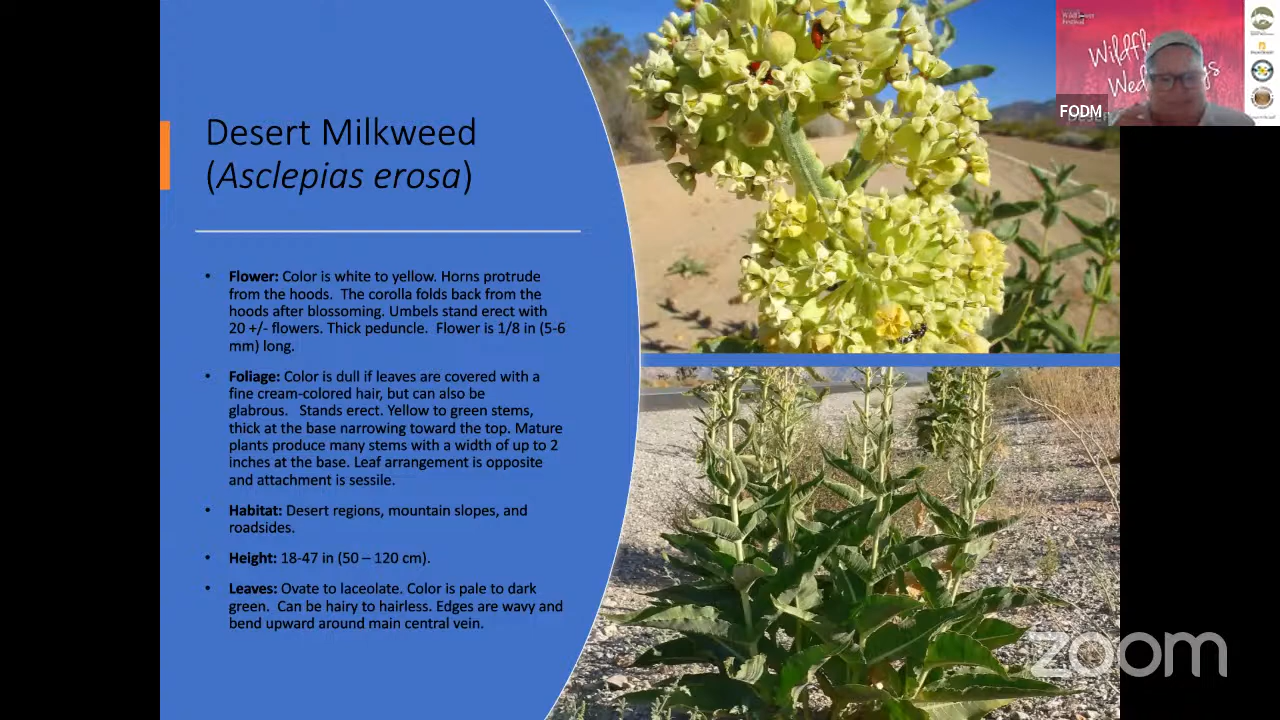 Desert Milkweed
(Asclepias erosa)
• Flower: Color is white to yellow. Horns protrude
from the hoods. The corolla folds back from the
hoods after blossoming. Umbels stand erect with
20 +/- flowers. Thick peduncle. Flower is 1/8 in (5-6
mm) long.
• Foliage: Color is dull if leaves are covered with a
fine cream-colored hair, but can also be
glabrous. Stands erect. Yellow to green stems,
thick at the base narrowing toward the top. Mature
plants produce many stems with a width of up to 2
inches at the base. Leaf arrangement is opposite
and attachment is sessile.
• Habitat: Desert regions, mountain slopes, and
roadsides.
• Height: 18-47 in (50 – 120 cm).
• Leaves: Ovate to laceolate. Color is pale to dark
green. Can be hairy to hairless. Edges are wavy and
bend upward around main central vein.
Festival
FODM
zoom